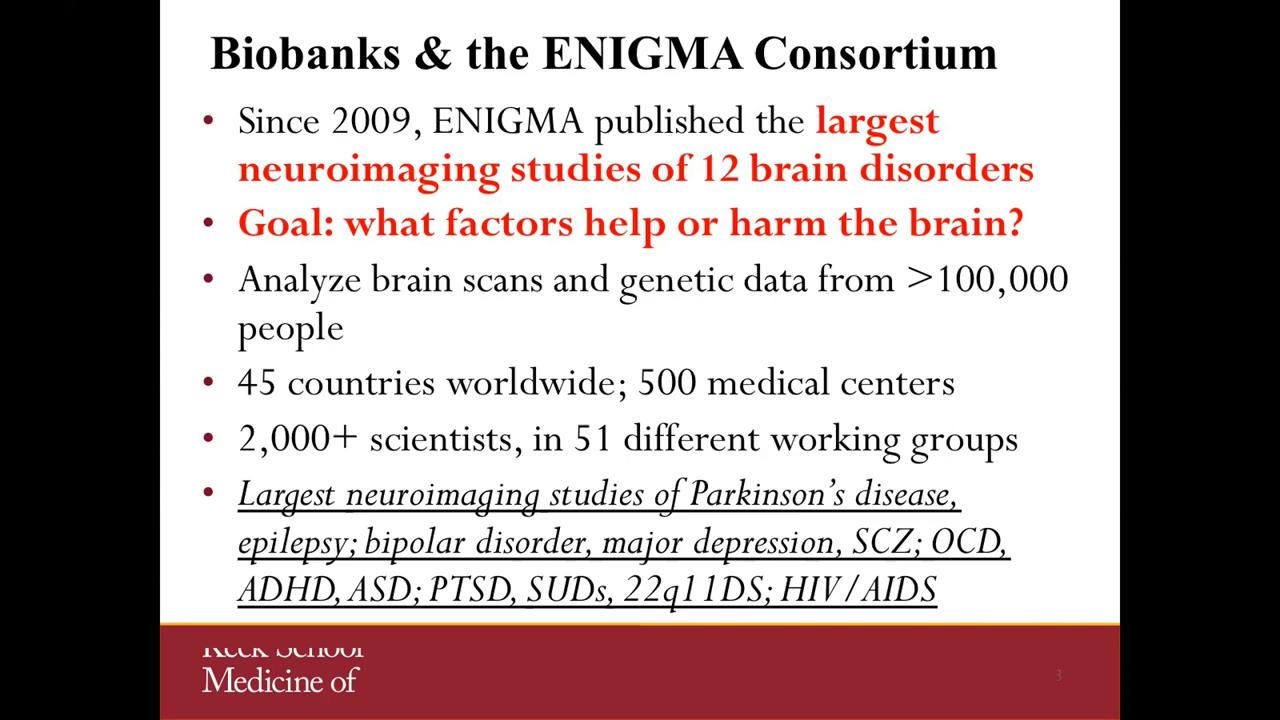 Biobanks & the ENIGMA Consortium
• Since 2009, ENIGMA published the largest
neuroimaging studies of 12 brain disorders
• Goal: what factors help or harm the brain?
• Analyze brain scans and genetic data from >100,000
people
• 45 countries worldwide; 500 medical centers
• 2,000+ scientists, in 51 different working groups
• Largest neuroimaging studies of Parkinson's disease,
epilepsy; bipolar disorder, major depression, SCZ; OCD,
ADHD, ASD; PTSD, SUDs, 22q11DS; HIV/AIDS
Keck School
Medicine of
3